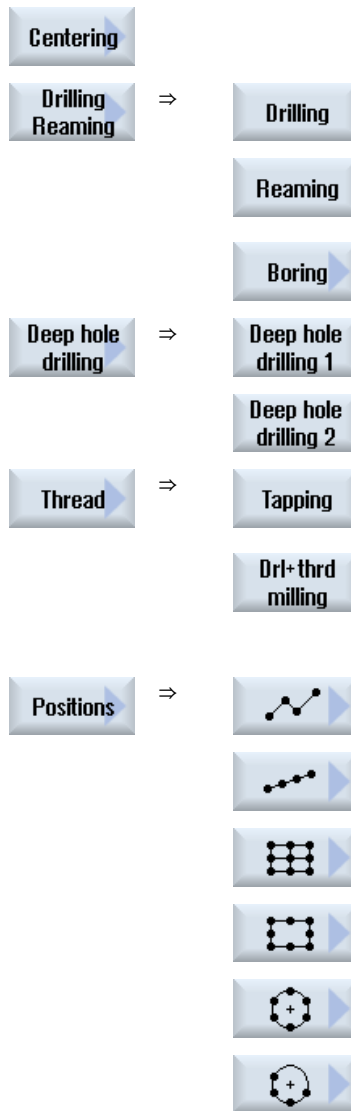 Centering
Drilling
Reaming
⇒
Drilling
Reaming
Boring
Deep hole
drilling
⇒
Deep hole
drilling 1
Deep hole
drilling 2
Thread
⇒
Tapping
Drl+thrd
milling
Positions
⇒